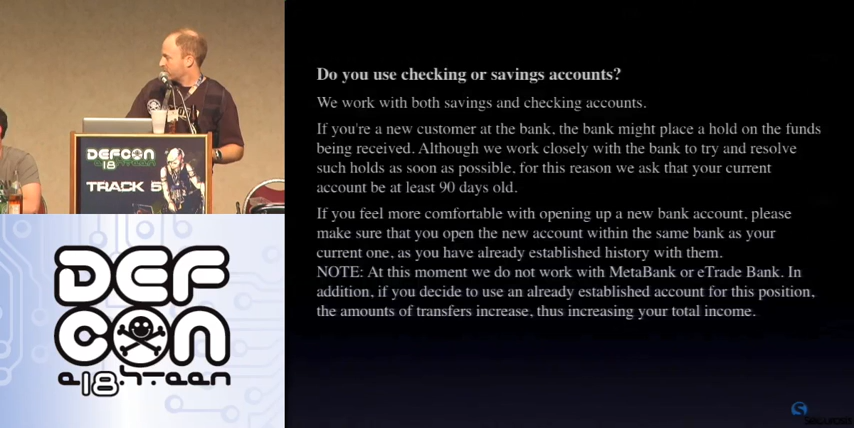 DEFCON
18
TRACK 5
DEF
CON
e18hteen
Do you use checking or savings accounts?
We work with both savings and checking accounts.
If you're a new customer at the bank, the bank might place a hold on the funds
being received. Although we work closely with the bank to try and resolve
such holds as soon as possible, for this reason we ask that your current
account be at least 90 days old.
If you feel more comfortable with opening up a new bank account, please
make sure that you open the new account within the same bank as your
current one, as you have already established history with them.
NOTE: At this moment we do not work with MetaBank or eTrade Bank. In
addition, if you decide to use an already established account for this position,
the amounts of transfers increase, thus increasing your total income.